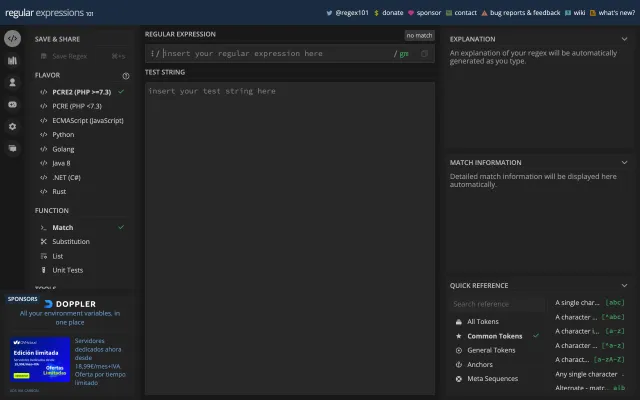 regular expressions 101
@regex101
donate
sponsor
contact
bug reports & feedback
wiki
what's new?
SAVE & SHARE
Save Regex
FLAVOR
PCRE2 (PHP >=7.3)
PCRE (PHP <7.3)
ECMAScript (JavaScript)
Python
Golang
Java 8
.NET (C#)
Rust
FUNCTION
Match
Substitution
List
Unit Tests
SPONSORS
DOPPLER
All your environment variables, in
one place
Edición limitada
Ofertas
Limitadas
Servidores
dedicados ahora
desde
18,99€/mes+IVA.
Oferta por tiempo
limitado
REGULAR EXPRESSION
no match
insert your regular expression here
/ gm
TEST STRING
insert your test string here
EXPLANATION
An explanation of your regex will be automatically
generated as you type.
MATCH INFORMATION
Detailed match information will be displayed here
automatically.
QUICK REFERENCE
Search reference
All Tokens
Common Tokens
General Tokens
Anchors
Meta Sequences
A single char... [abc]
A character ... [^abc]
A character i... [a-z]
A character ... [^a-z]
A charact... [a-zA-Z]
Any single character .
Alternate - matc... a|b